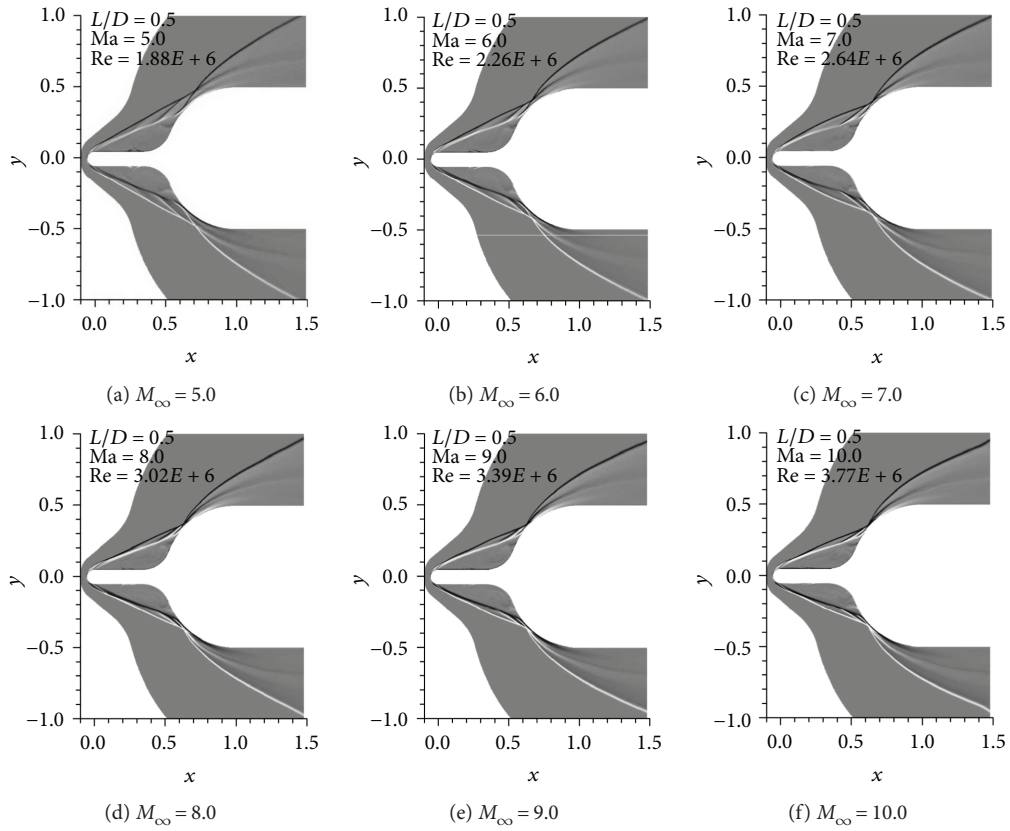 L/D = 0.5
Ma = 5.0
Re = 1.88E + 6
1.0
0.5
0.0
−0.5
−1.0
y
0.0 0.5 1.0 1.5
x
(a) M∞ = 5.0
L/D = 0.5
Ma = 6.0
Re = 2.26E + 6
1.0
0.5
0.0
−0.5
−1.0
y
0.0 0.5 1.0 1.5
x
(b) M∞ = 6.0
L/D = 0.5
Ma = 7.0
Re = 2.64E + 6
1.0
0.5
0.0
−0.5
−1.0
y
0.0 0.5 1.0 1.5
x
(c) M∞ = 7.0
L/D = 0.5
Ma = 8.0
Re = 3.02E + 6
1.0
0.5
0.0
−0.5
−1.0
y
0.0 0.5 1.0 1.5
x
(d) M∞ = 8.0
L/D = 0.5
Ma = 9.0
Re = 3.39E + 6
1.0
0.5
0.0
−0.5
−1.0
y
0.0 0.5 1.0 1.5
x
(e) M∞ = 9.0
L/D = 0.5
Ma = 10.0
Re = 3.77E + 6
1.0
0.5
0.0
−0.5
−1.0
y
0.0 0.5 1.0 1.5
x
(f) M∞ = 10.0